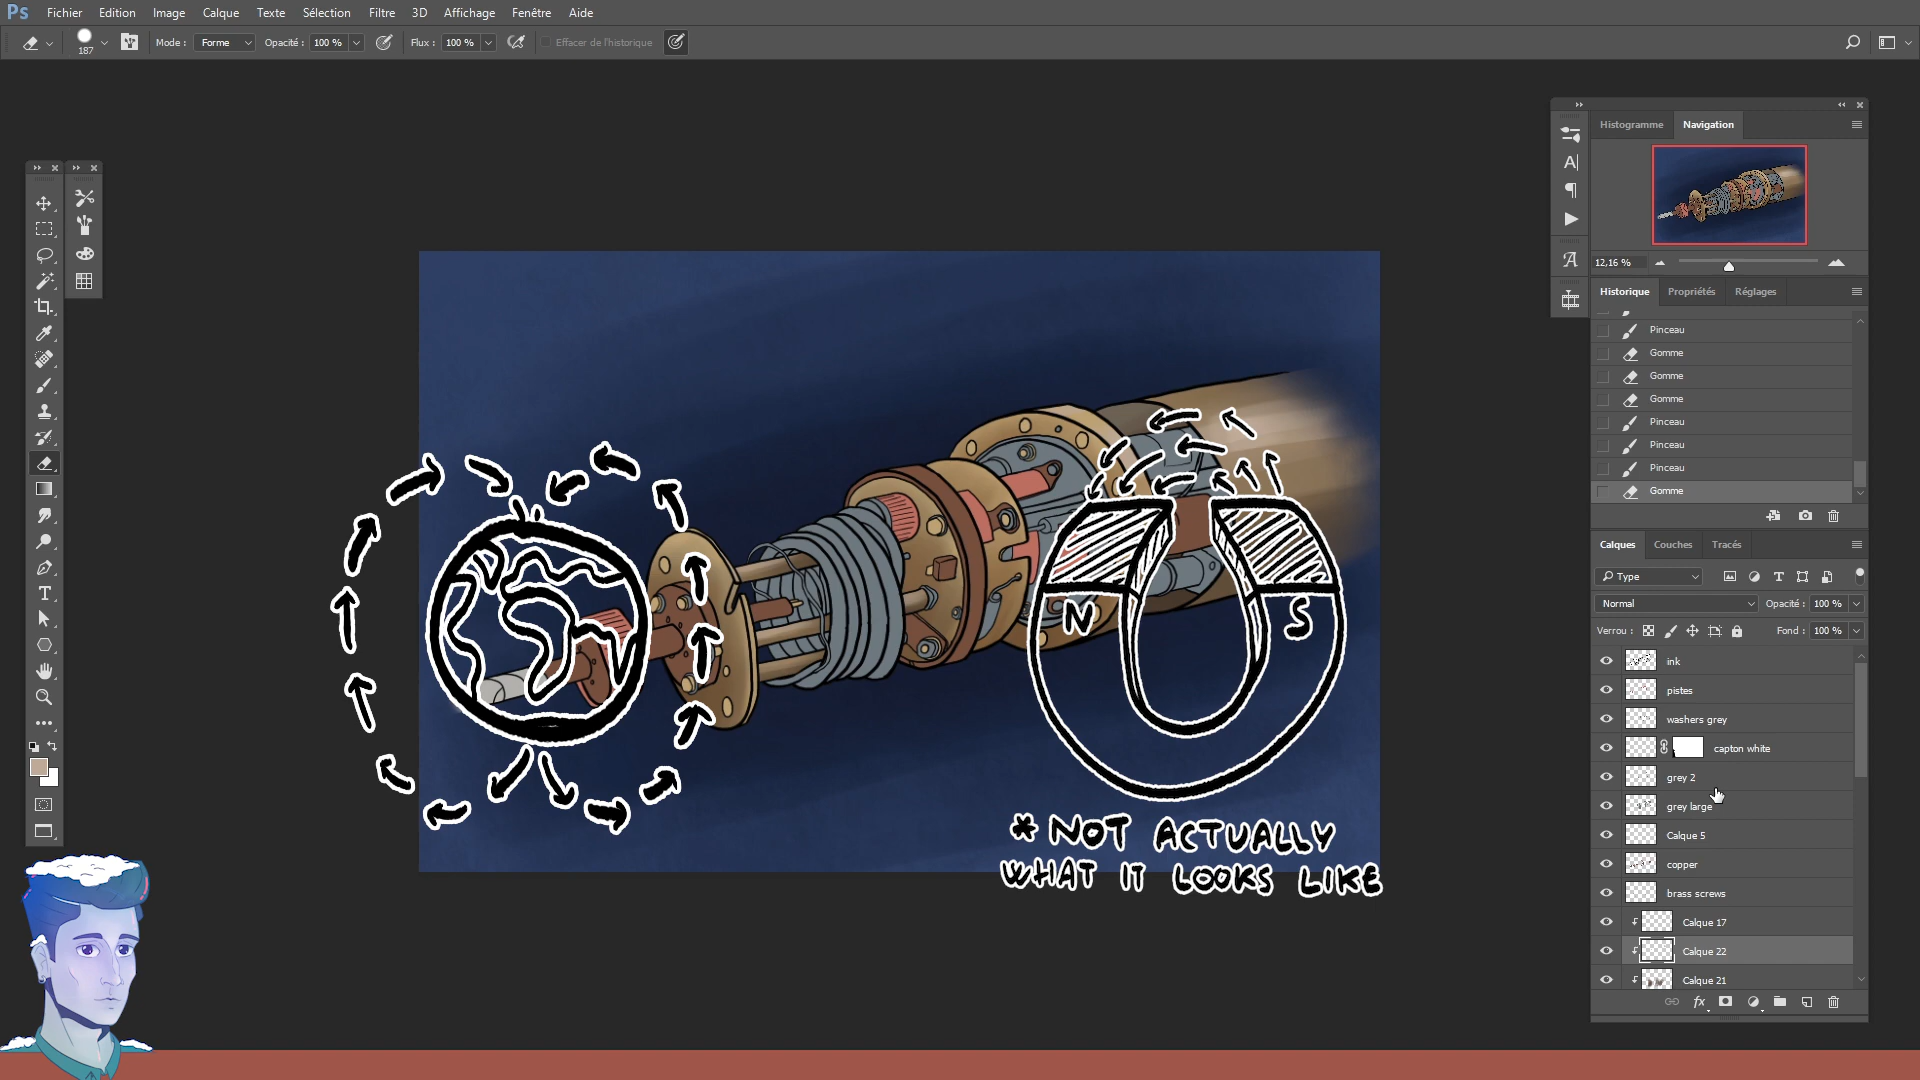 Ps Fichier Edition Image Calque Texte Sélection Filtre 3D Affichage Fenêtre Aide
187 Mode : Forme Opacité : 100 % Flux : 100 % Effacer de l'historique
Histogramme Navigation
12,16 %
Historique Propriétés Réglages
Pinceau
Gomme
Gomme
Gomme
Pinceau
Pinceau
Pinceau
Gomme
Calques Couches Tracés
Type
Normal Opacité : 100 %
Verrou : Fond : 100 %
ink
pistes
washers grey
capton white
grey 2
grey large
Calque 5
copper
brass screws
Calque 17
Calque 22
Calque 21
fx
N S
* NOT ACTUALLY
WHAT IT LOOKS LIKE